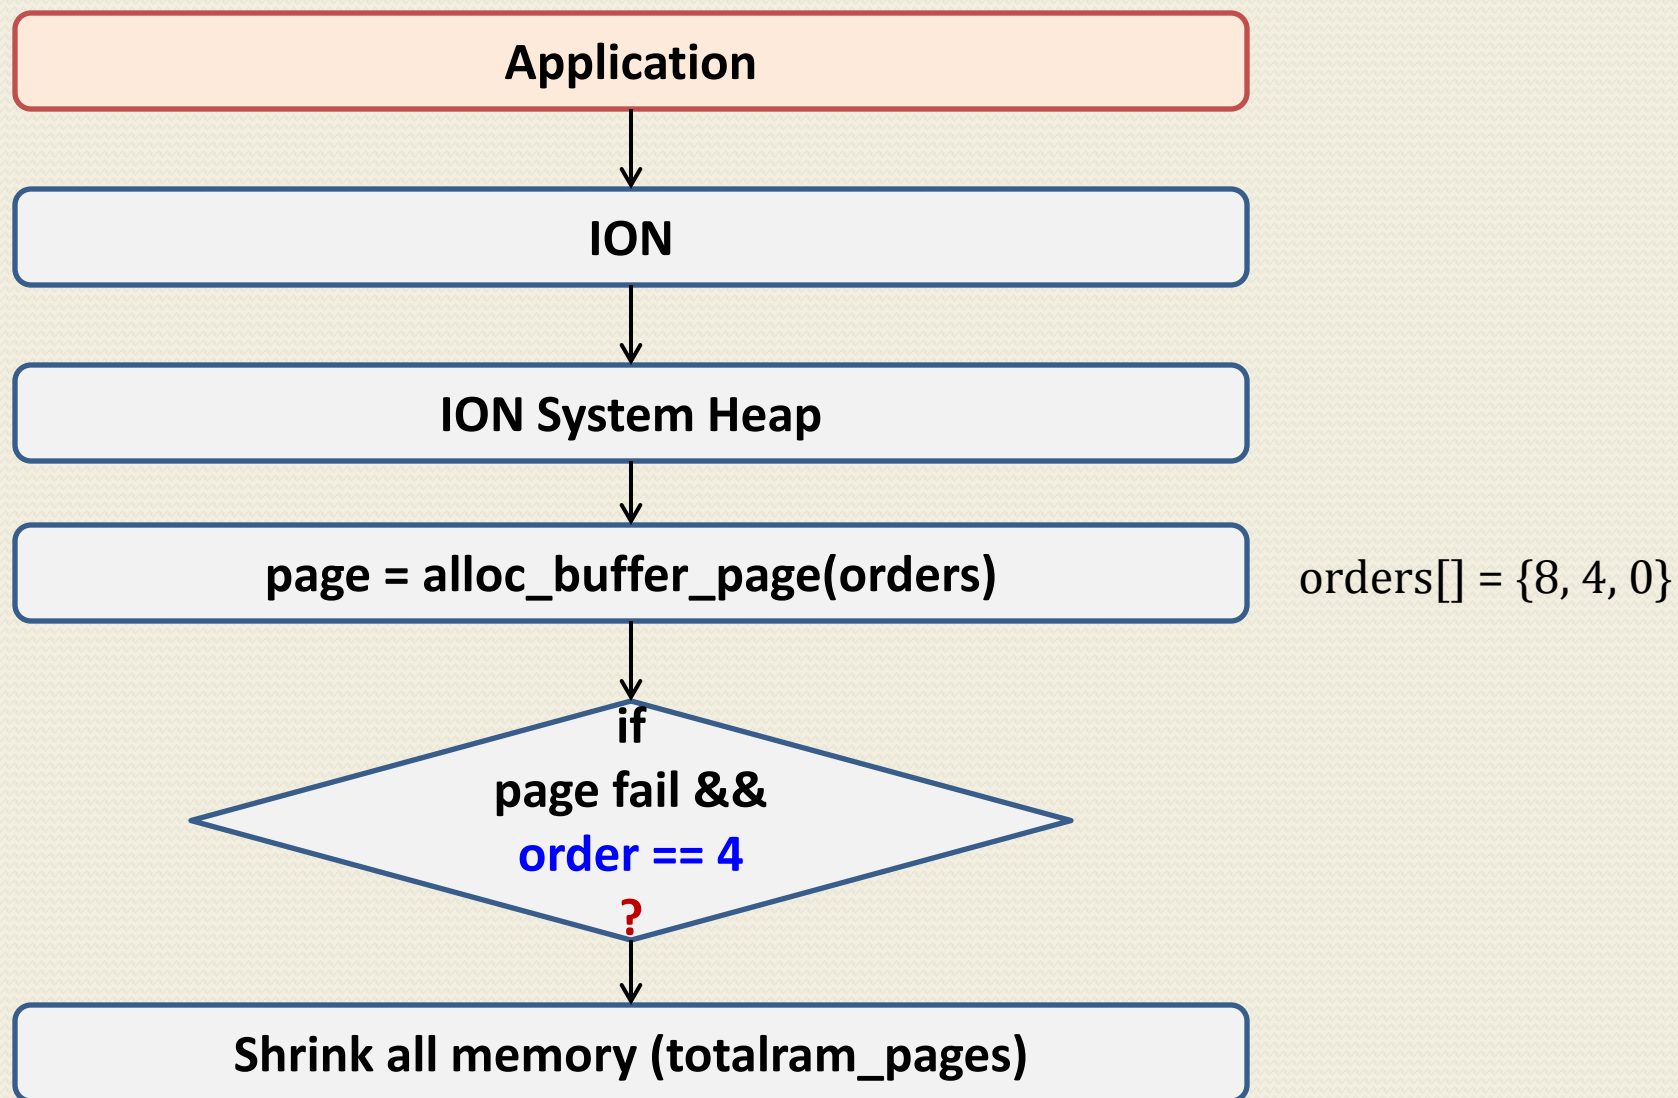 Application
ION
ION System Heap
page = alloc_buffer_page(orders)
orders[] = {8, 4, 0}
if
page fail &&
order == 4
?
Shrink all memory (totalram_pages)